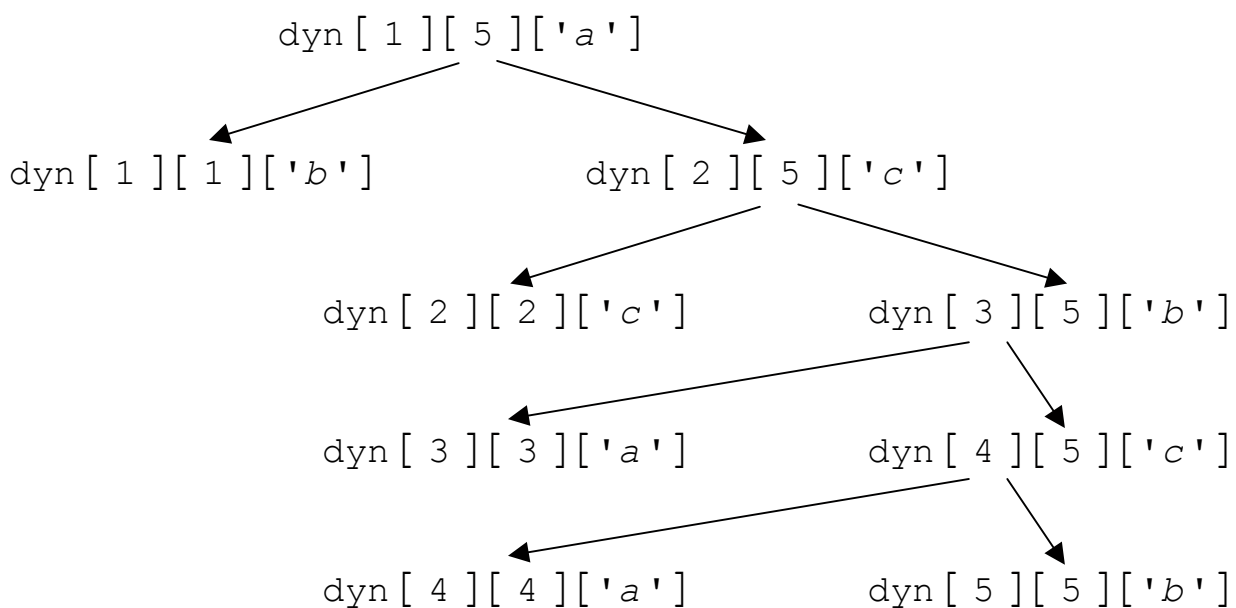 dyn[ 1 ][ 5 ]['a']
dyn[ 1 ][ 1 ]['b'] dyn[ 2 ][ 5 ]['c']
dyn[ 2 ][ 2 ]['c'] dyn[ 3 ][ 5 ]['b']
dyn[ 3 ][ 3 ]['a'] dyn[ 4 ][ 5 ]['c']
dyn[ 4 ][ 4 ]['a'] dyn[ 5 ][ 5 ]['b']